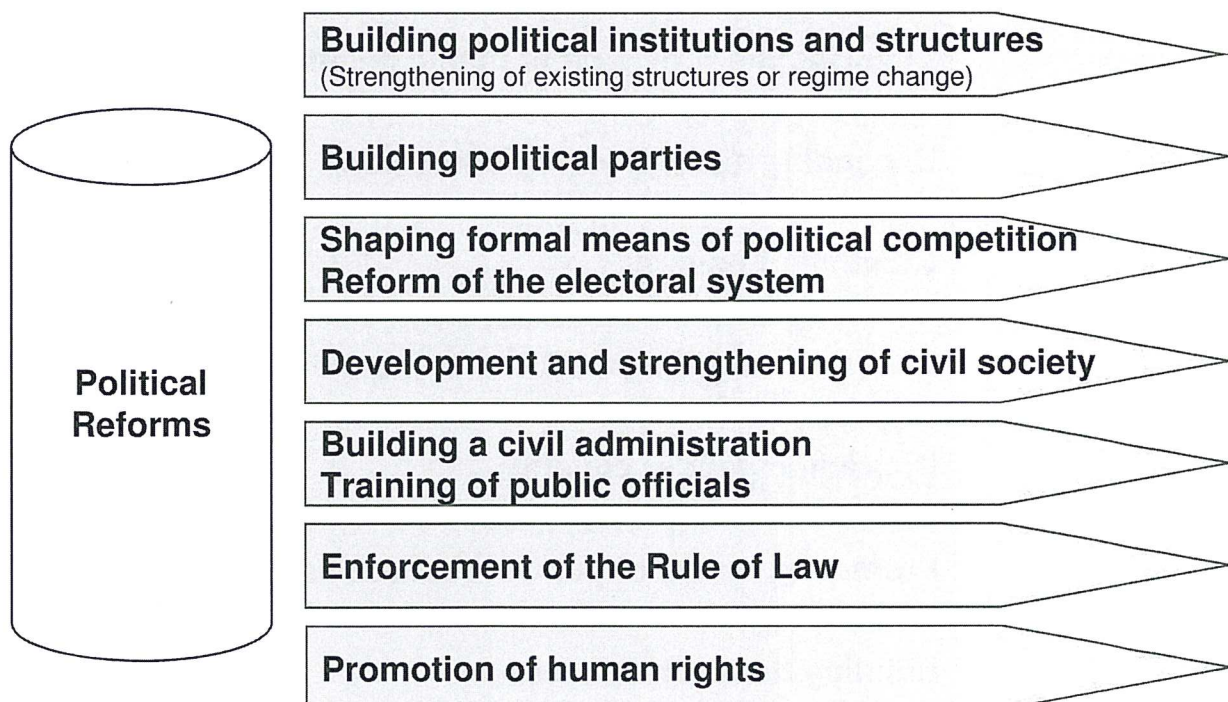 Building political institutions and structures
(Strengthening of existing structures or regime change)
Building political parties
Shaping formal means of political competition
Reform of the electoral system
Development and strengthening of civil society
Political
Reforms
Building a civil administration
Training of public officials
Enforcement of the Rule of Law
Promotion of human rights